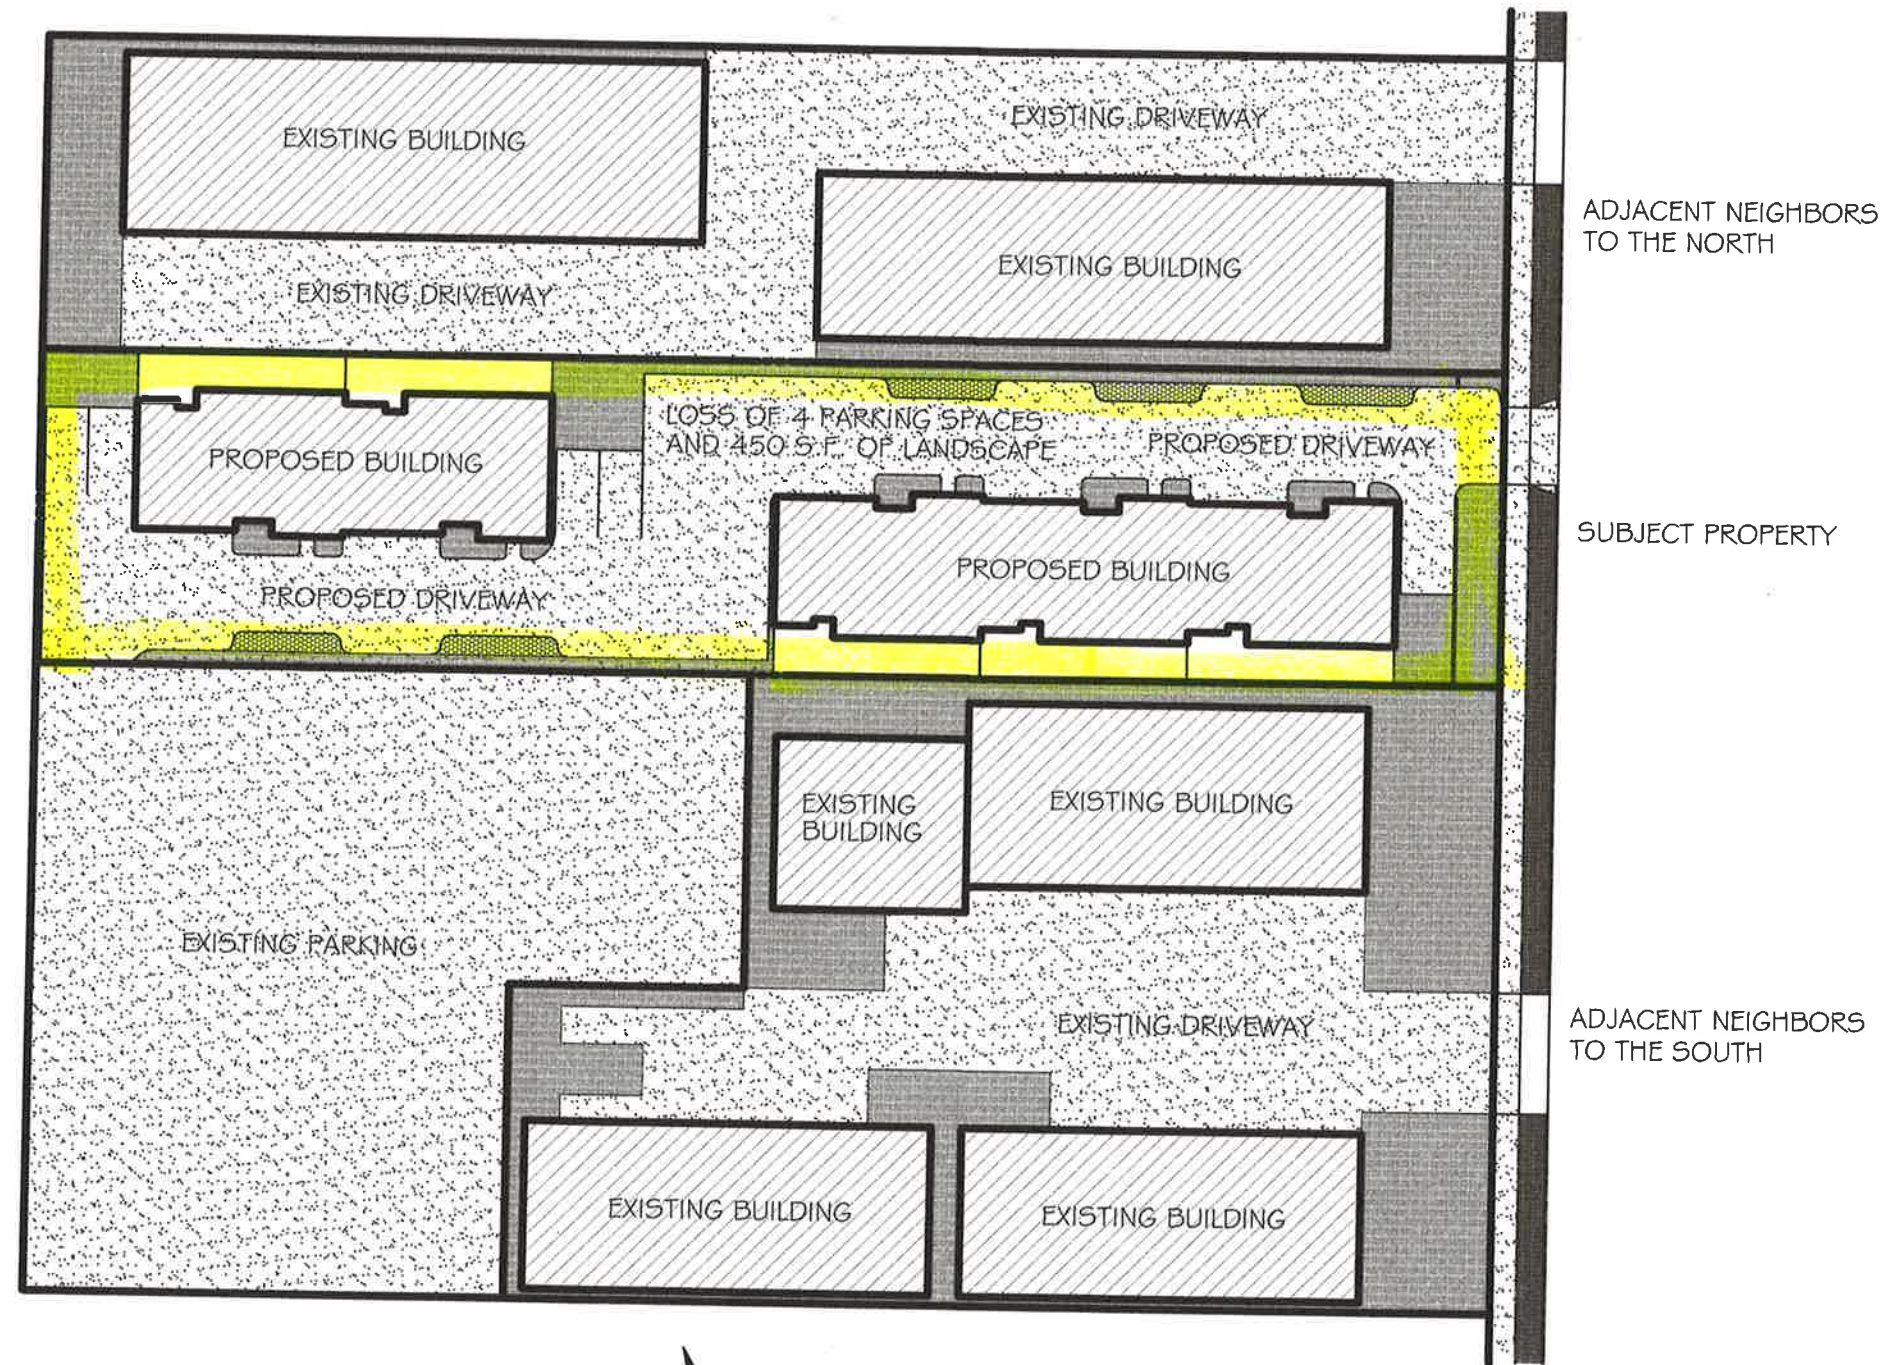 EXISTING DRIVEWAY
EXISTING BUILDING
ADJACENT NEIGHBORS
TO THE NORTH
EXISTING BUILDING
EXISTING DRIVEWAY
LOSS OF 4 PARKING SPACES
AND 450 S.F. OF LANDSCAPE
PROPOSED DRIVEWAY
PROPOSED BUILDING
SUBJECT PROPERTY
PROPOSED BUILDING
PROPOSED DRIVEWAY
EXISTING
BUILDING
EXISTING BUILDING
EXISTING PARKING
EXISTING DRIVEWAY
ADJACENT NEIGHBORS
TO THE SOUTH
EXISTING BUILDING
EXISTING BUILDING